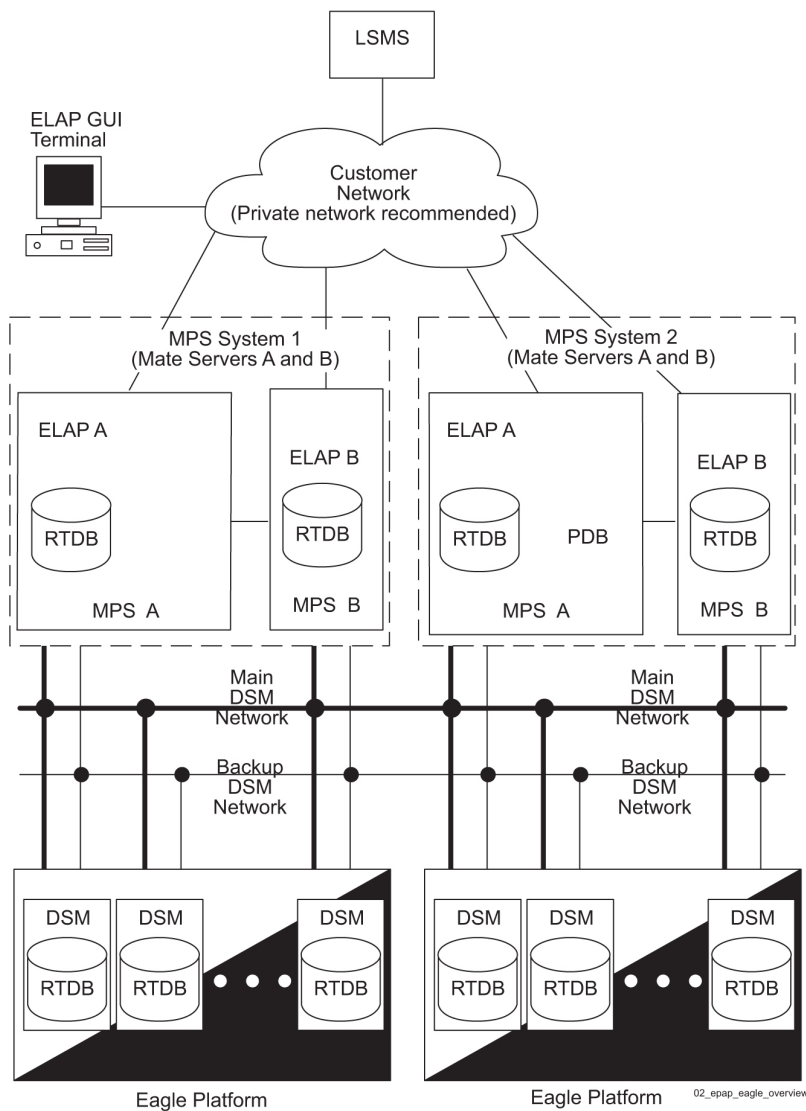 LSMS
ELAP GUI
Terminal
Customer
Network
(Private network recommended)
MPS System 1
(Mate Servers A and B)
MPS System 2
(Mate Servers A and B)
ELAP A
RTDB
MPS A
ELAP B
RTDB
MPS B
ELAP A
RTDB
PDB
MPS A
ELAP B
RTDB
MPS B
Main
DSM
Network
Main
DSM
Network
Backup
DSM
Network
Backup
DSM
Network
DSM
RTDB
DSM
RTDB
DSM
RTDB
DSM
RTDB
DSM
RTDB
DSM
RTDB
Eagle Platform
Eagle Platform
02_epap_eagle_overview